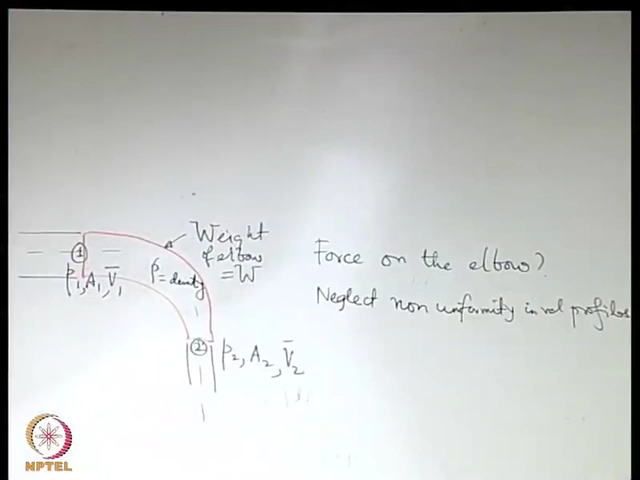 ①
p₁, A₁, V̄₁
Weight
of elbow
= W
ρ = density
②
p₂, A₂, V̄₂
Force on the elbow?
Neglect non uniformity in vel profiles
NPTEL